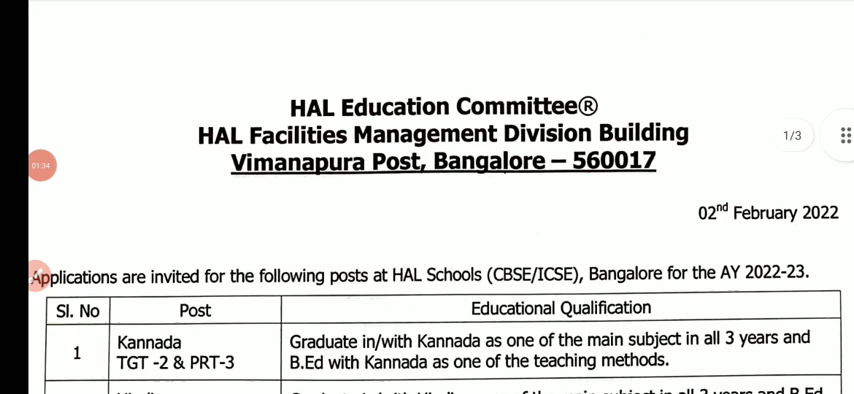 HAL Education Committee®
HAL Facilities Management Division Building
Vimanapura Post, Bangalore – 560017
1/3
01:34
02nd February 2022
Applications are invited for the following posts at HAL Schools (CBSE/ICSE), Bangalore for the AY 2022-23.
Sl. No Post Educational Qualification
1 Kannada TGT -2 & PRT-3 Graduate in/with Kannada as one of the main subject in all 3 years and
B.Ed with Kannada as one of the teaching methods.